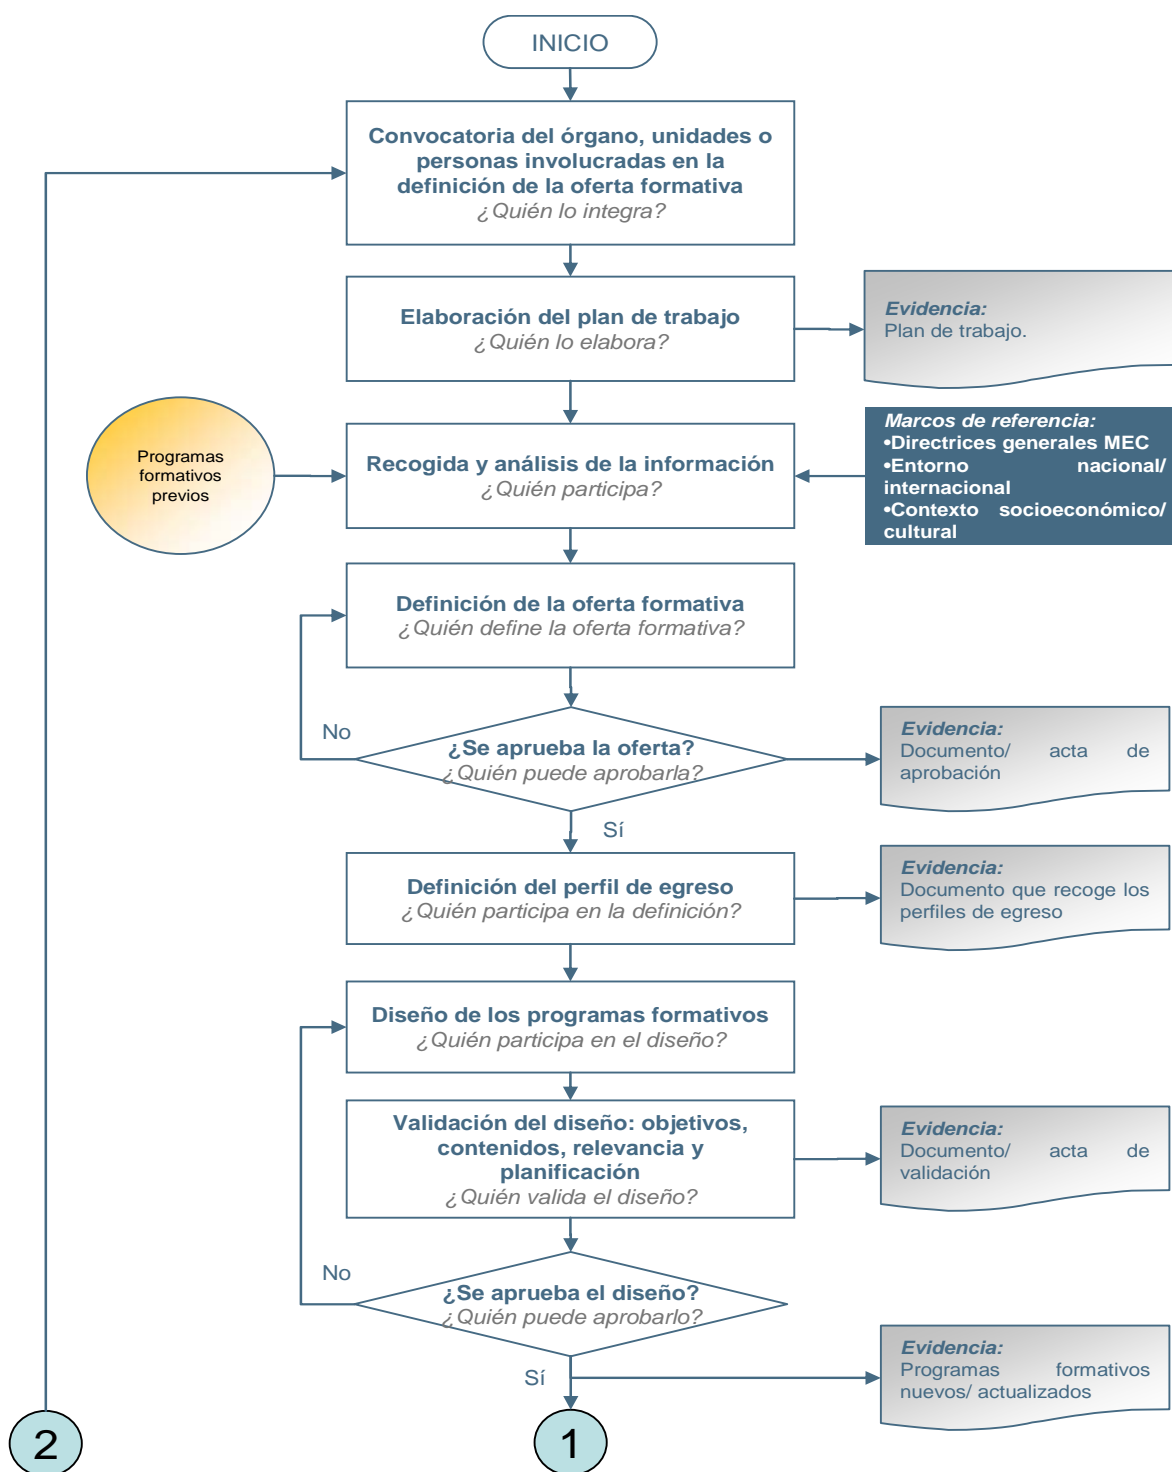 INICIO
Convocatoria del órgano, unidades o
personas involucradas en la
definición de la oferta formativa
¿Quién lo integra?
Elaboración del plan de trabajo
¿Quién lo elabora?
Evidencia:
Plan de trabajo.
Programas
formativos
previos
Recogida y análisis de la información
¿Quién participa?
Marcos de referencia:
•Directrices generales MEC
•Entorno nacional/
internacional
•Contexto socioeconómico/
cultural
Definición de la oferta formativa
¿Quién define la oferta formativa?
No
¿Se aprueba la oferta?
¿Quién puede aprobarla?
Evidencia:
Documento/ acta de
aprobación
Sí
Definición del perfil de egreso
¿Quién participa en la definición?
Evidencia:
Documento que recoge los
perfiles de egreso
Diseño de los programas formativos
¿Quién participa en el diseño?
Validación del diseño: objetivos,
contenidos, relevancia y
planificación
¿Quién valida el diseño?
Evidencia:
Documento/ acta de
validación
No
¿Se aprueba el diseño?
¿Quién puede aprobarlo?
Sí
Evidencia:
Programas formativos
nuevos/ actualizados
2
1